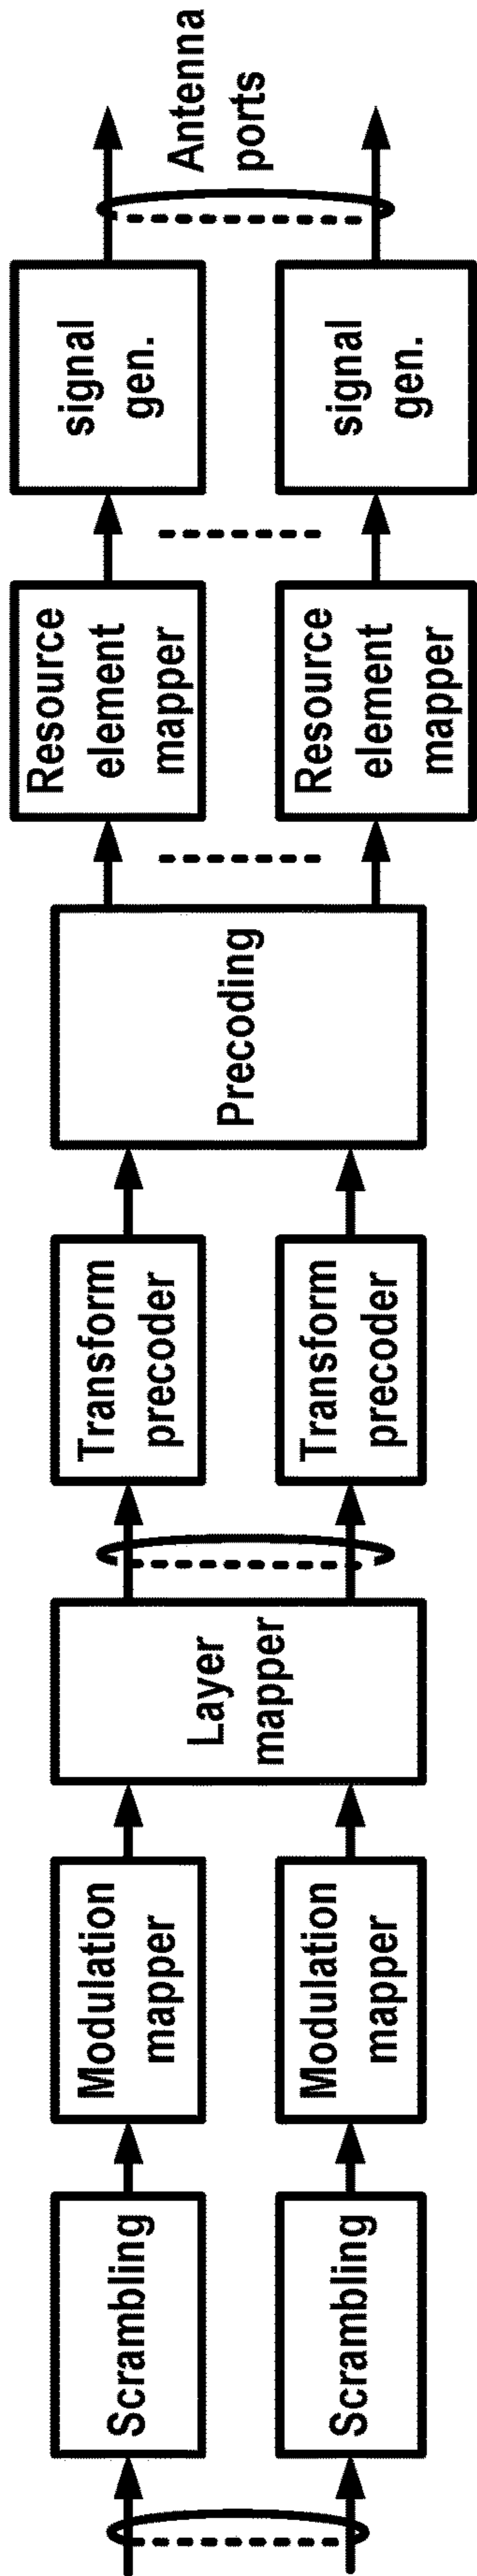 Scrambling
Modulation
mapper
Layer
mapper
Transform
precoder
Precoding
Resource
element
mapper
signal
gen.
Antenna
ports
Scrambling
Modulation
mapper
Transform
precoder
Resource
element
mapper
signal
gen.